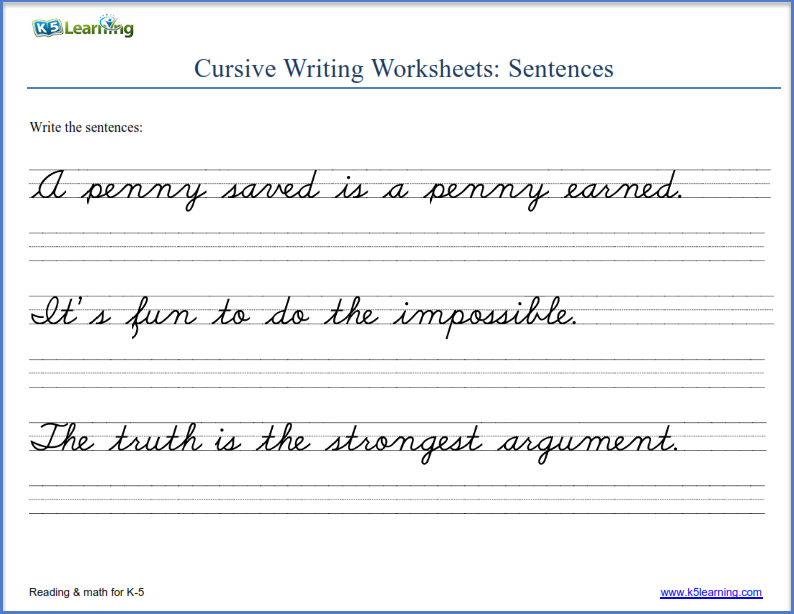 K5 Learning
Cursive Writing Worksheets: Sentences
Write the sentences:
A penny saved is a penny earned.
It's fun to do the impossible.
The truth is the strongest argument.
Reading & math for K-5
www.k5learning.com